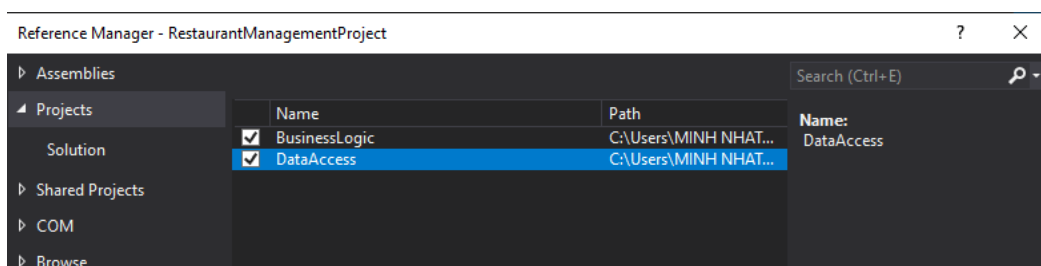 Reference Manager - RestaurantManagementProject ?
Assemblies
Search (Ctrl+E)
Projects
Name Path
Name:
BusinessLogic C:\Users\MINH NHAT...
DataAccess
Solution
DataAccess C:\Users\MINH NHAT...
Shared Projects
COM
Browse